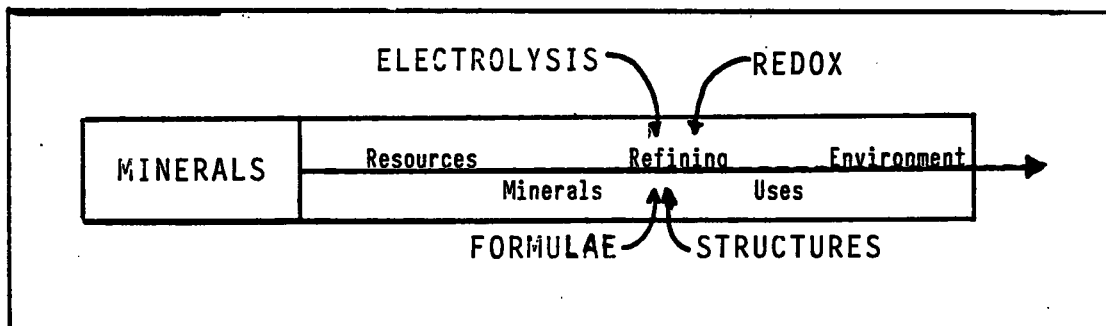 ELECTROLYSIS REDOX
MINERALS
Resources Refining Environment
Minerals Uses
FORMULAE STRUCTURES